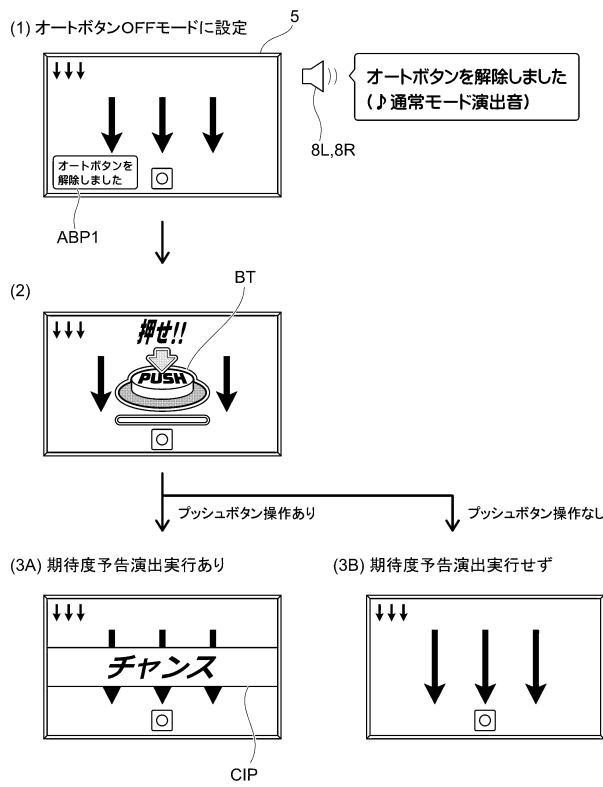 (1) オートボタンOFFモードに設定
5
オートボタンを解除しました
(♪通常モード演出音)
8L,8R
オートボタンを
解除しました
ABP1
(2)
BT
押せ!!
PUSH
プッシュボタン操作あり
プッシュボタン操作なし
(3A) 期待度予告演出実行あり
(3B) 期待度予告演出実行せず
チャンス
CIP